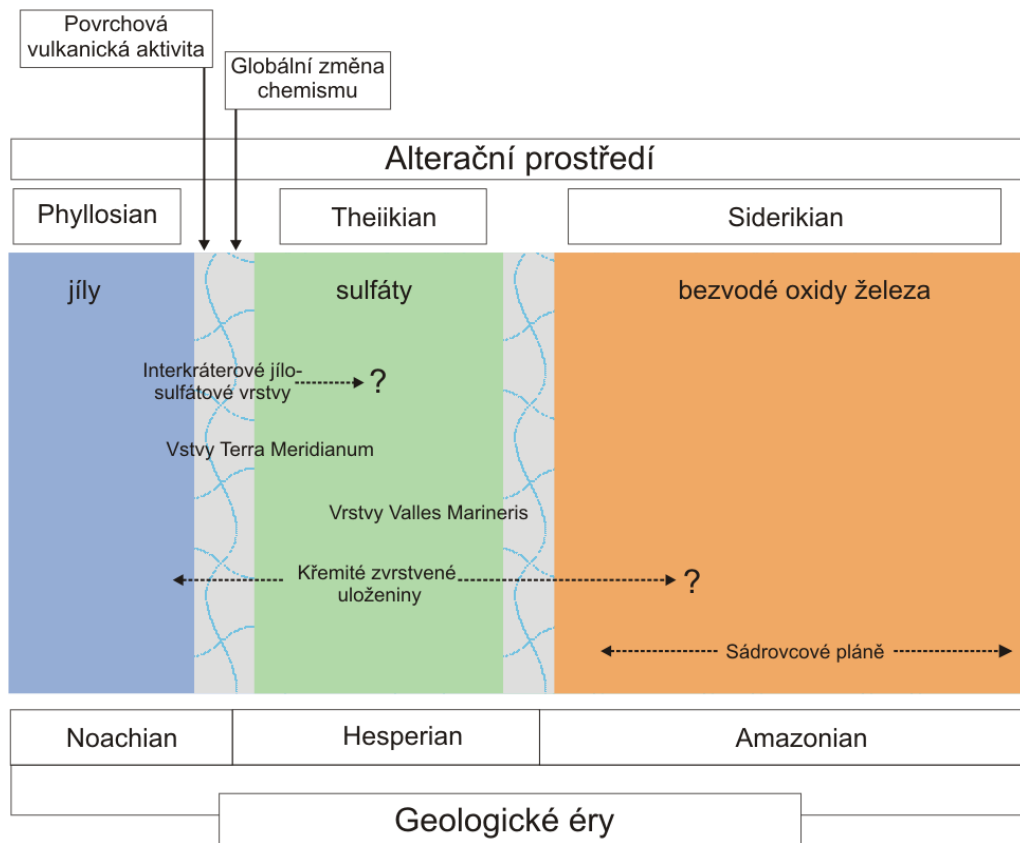 Povrchová
vulkanická aktivita
Globální změna
chemismu
Alterační prostředí
Phyllosian
Theiikian
Siderikian
jíly
sulfáty
bezvodé oxidy železa
Interkráterové jílo-
sulfátové vrstvy
?
Vstvy Terra Meridianum
Vrstvy Valles Marineris
Křemité zvrstvené
uloženiny
?
Sádrovcové pláně
Noachian
Hesperian
Amazonian
Geologické éry